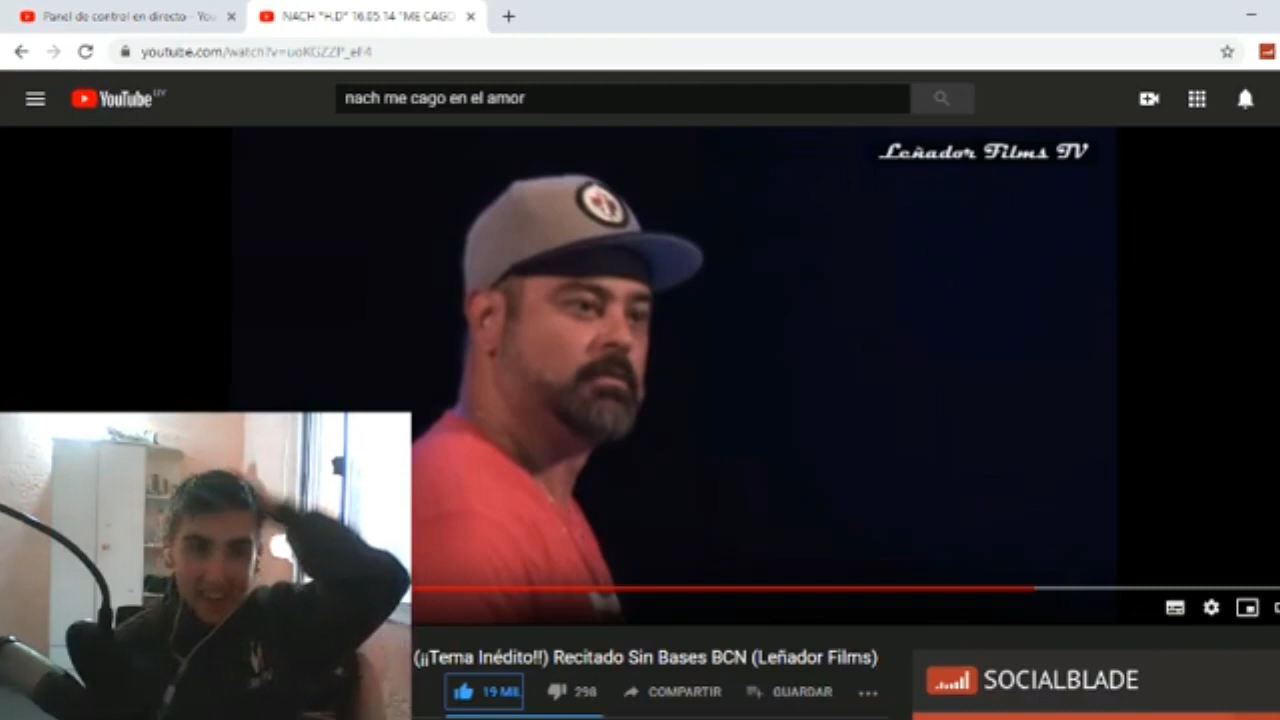 Panel de control en directo - You
NACH "H.D" 16.05.14 "ME CAGO
youtube.com/watch?v=uoKGZZP_eF4
YouTube UY
nach me cago en el amor
Leñador Films TV
(¡¡Tema Inédito!!) Recitado Sin Bases BCN (Leñador Films)
19 MIL
298
COMPARTIR
GUARDAR
SOCIALBLADE